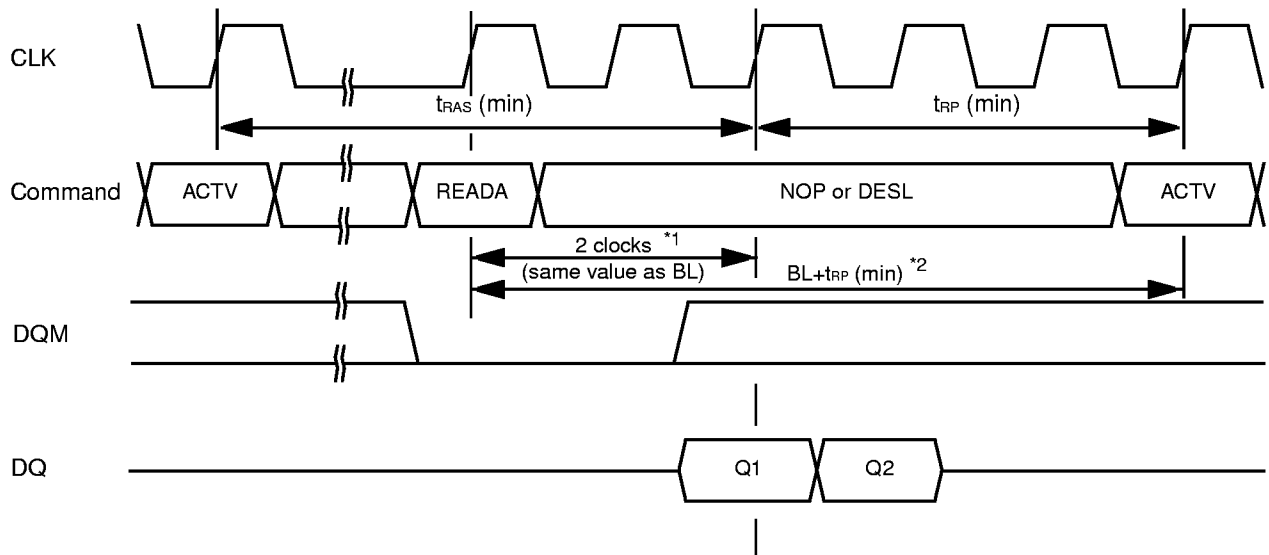 CLK
tRAS (min)
tRP (min)
Command
ACTV
READA
NOP or DESL
ACTV
2 clocks *1
(same value as BL)
BL+tRP (min) *2
DQM
DQ
Q1
Q2